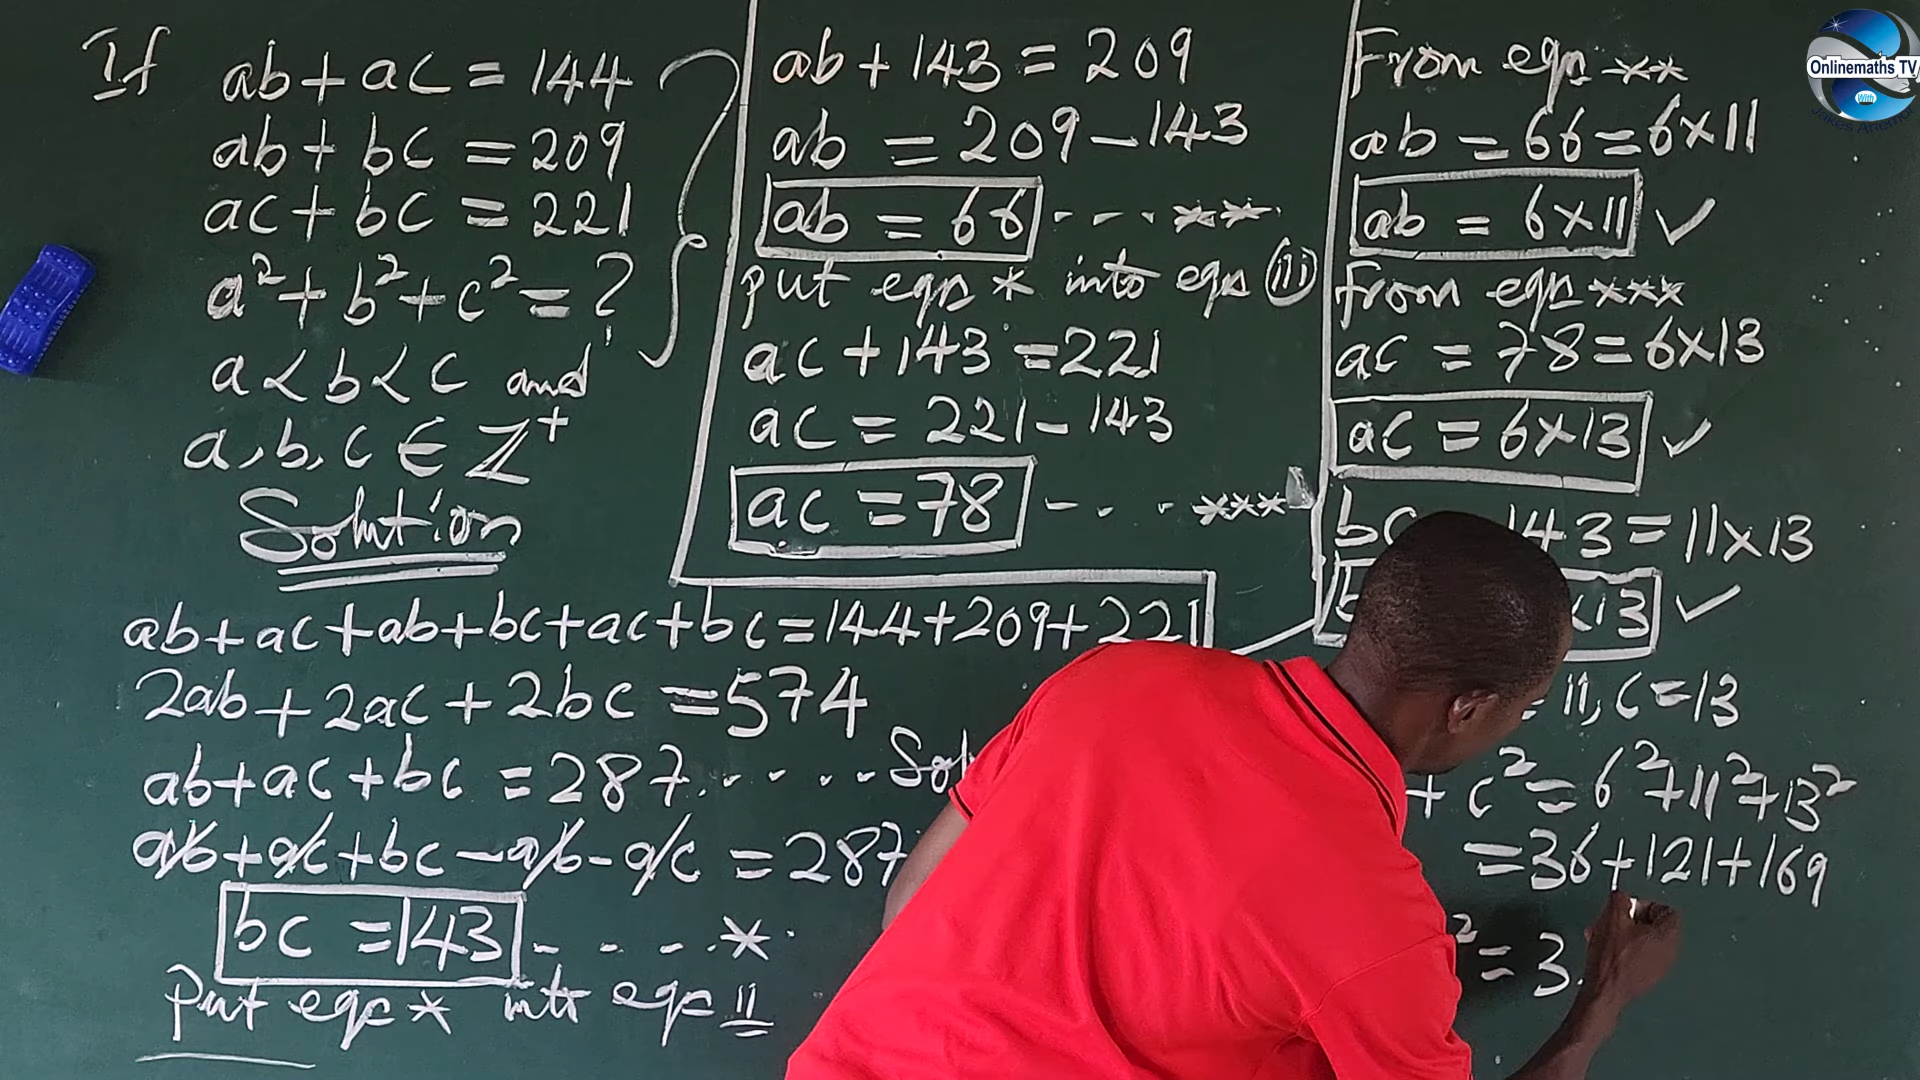 If
ab + ac = 144
ab + bc = 209
ac + bc = 221
a² + b² + c² = ?
a < b < c and
a, b, c ∈ Z⁺
Solution
ab + ac + ab + bc + ac + bc = 144 + 209 + 221
2ab + 2ac + 2bc = 574
ab + ac + bc = 287 - - - -
ab + ac + bc - ab - ac = 287
bc = 143 - - - - *
Put eqn * into eqn ii
ab + 143 = 209
ab = 209 - 143
ab = 66 - - - **
put eqn * into eqn (iii)
ac + 143 = 221
ac = 221 - 143
ac = 78 - - - ***
From eqn **
ab = 66 = 6 × 11
ab = 6 × 11 ✓
From eqn ***
ac = 78 = 6 × 13
ac = 6 × 13 ✓
bc 143 = 11 × 13
× 13 ✓
11, c = 13
+ c² = 6² + 11² + 13²
= 36 + 121 + 169
² = 3
Onlinemaths TV
With